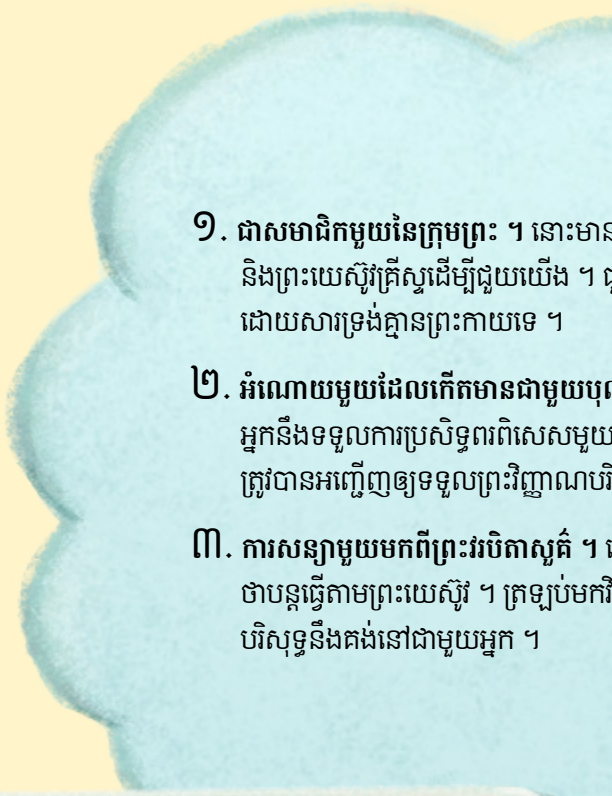 ១. ជាសមាជិកមួយនៃក្រុមព្រះ ។ នោះមាន
និងព្រះយេស៊ូវគ្រីស្ទដើម្បីជួយយើង ។
ដោយសារទ្រង់គ្មានព្រះកាយទេ ។
២. អំណោយមួយដែលកើតមានជាមួយបុណ
អ្នកនឹងទទួលការប្រសិទ្ធពរពិសេសមួយ
ត្រូវបានអញ្ជើញឲ្យទទួលព្រះវិញ្ញាណបរិ
៣. ការសន្យាមួយមកពីព្រះវរបិតាសួគ៌ ។
ថាបន្តធ្វើតាមព្រះយេស៊ូវ ។ ត្រឡប់មកវិ
បរិសុទ្ធនឹងគង់នៅជាមួយអ្នក ។